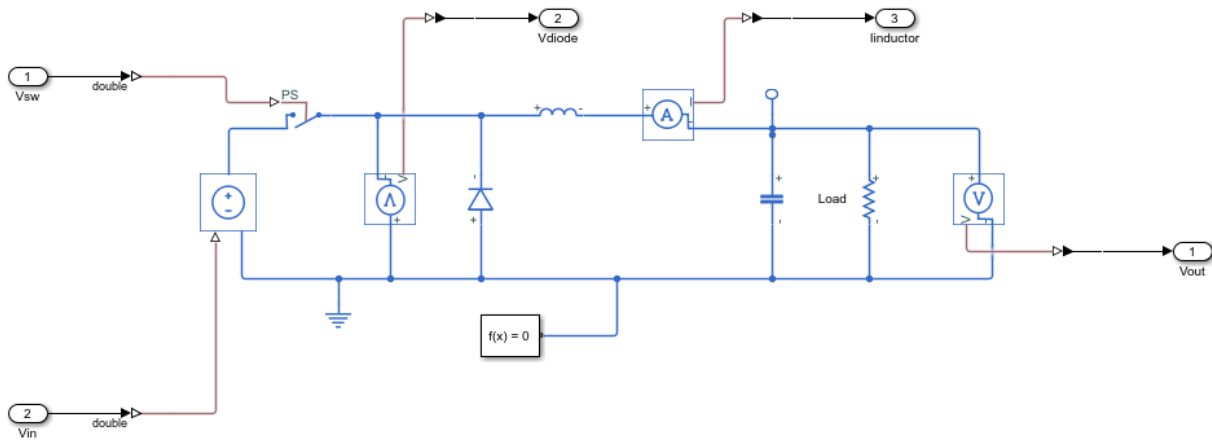 1
Vsw
double
PS
2
Vdiode
3
Iinductor
+
-
+
A
I
-
+
-
V
-
Λ
+
-
+
+
-
Load
+
-
+
-
+
V
V
-
1
Vout
f(x) = 0
2
Vin
double